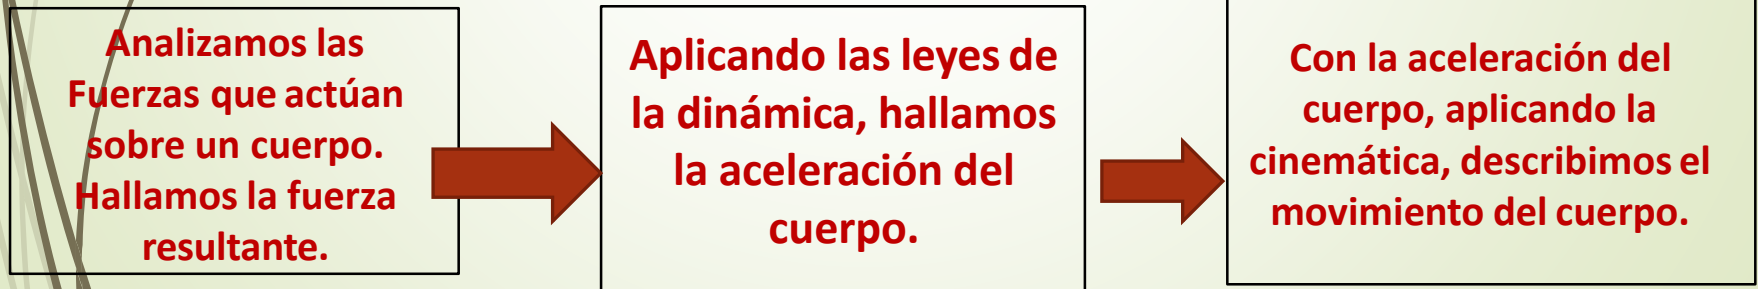 Analizamos las
Fuerzas que actúan
sobre un cuerpo.
Hallamos la fuerza
resultante.
Aplicando las leyes de
la dinámica, hallamos
la aceleración del
cuerpo.
Con la aceleración del
cuerpo, aplicando la
cinemática, describimos el
movimiento del cuerpo.